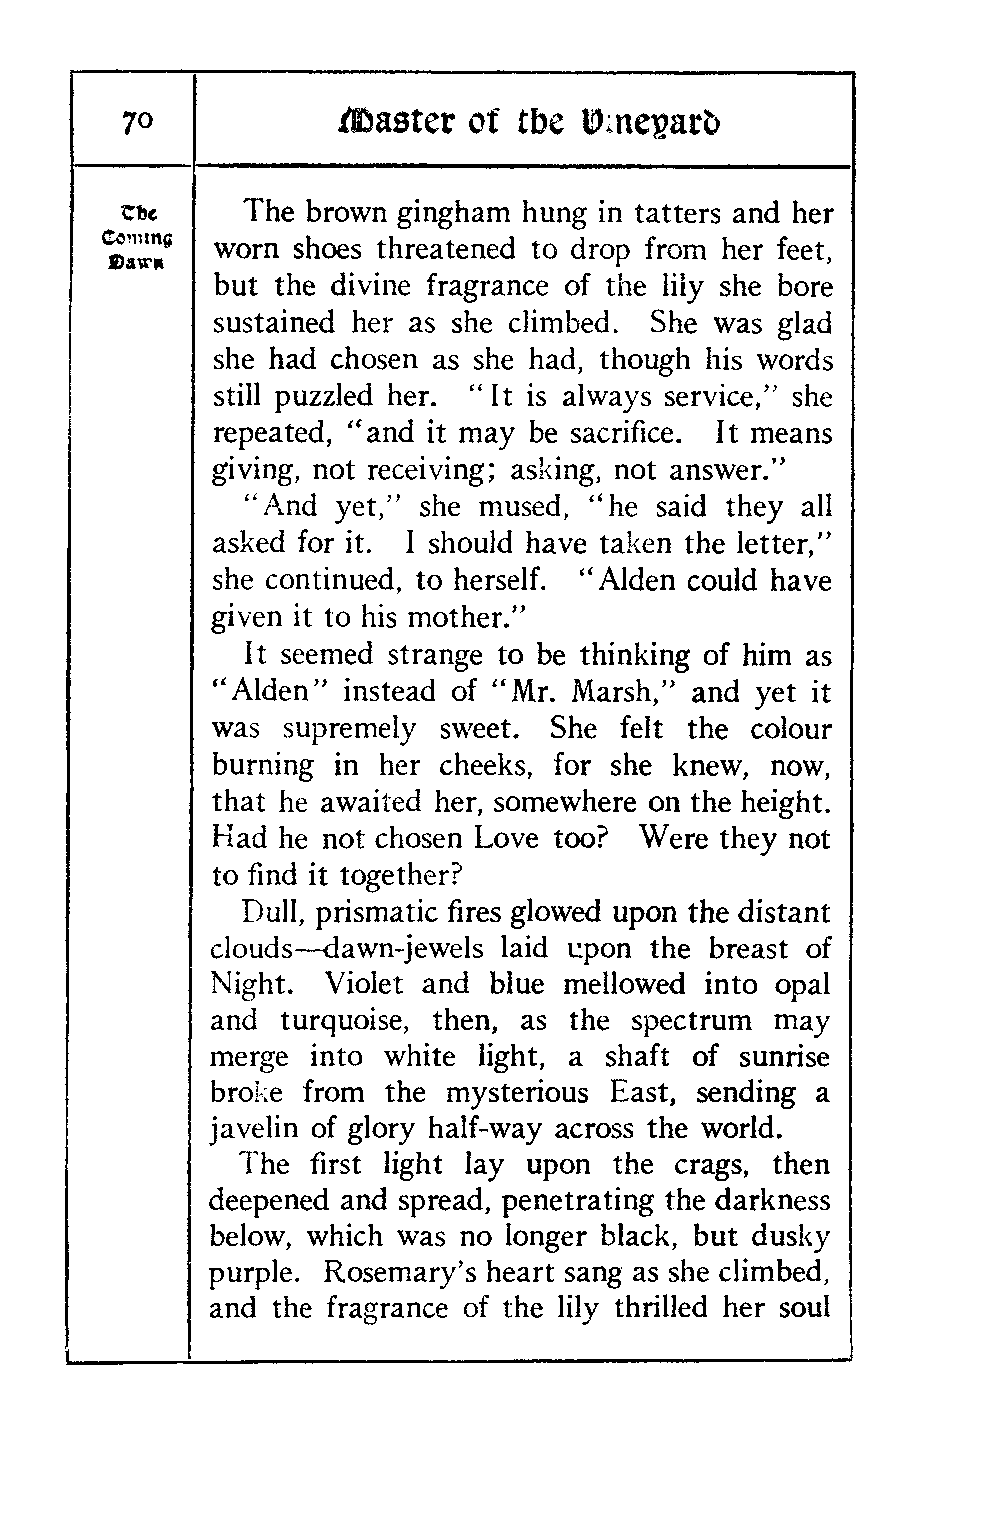 70
Master of the Vineyard
The
Coming
Dawn
The brown gingham hung in tatters and her
worn shoes threatened to drop from her feet,
but the divine fragrance of the lily she bore
sustained her as she climbed. She was glad
she had chosen as she had, though his words
still puzzled her. "It is always service," she
repeated, "and it may be sacrifice. It means
giving, not receiving; asking, not answer."
"And yet," she mused, "he said they all
asked for it. I should have taken the letter,"
she continued, to herself. "Alden could have
given it to his mother."
It seemed strange to be thinking of him as
"Alden" instead of "Mr. Marsh," and yet it
was supremely sweet. She felt the colour
burning in her cheeks, for she knew, now,
that he awaited her, somewhere on the height.
Had he not chosen Love too? Were they not
to find it together?
Dull, prismatic fires glowed upon the distant
clouds—dawn-jewels laid upon the breast of
Night. Violet and blue mellowed into opal
and turquoise, then, as the spectrum may
merge into white light, a shaft of sunrise
broke from the mysterious East, sending a
javelin of glory half-way across the world.
The first light lay upon the crags, then
deepened and spread, penetrating the darkness
below, which was no longer black, but dusky
purple. Rosemary's heart sang as she climbed,
and the fragrance of the lily thrilled her soul